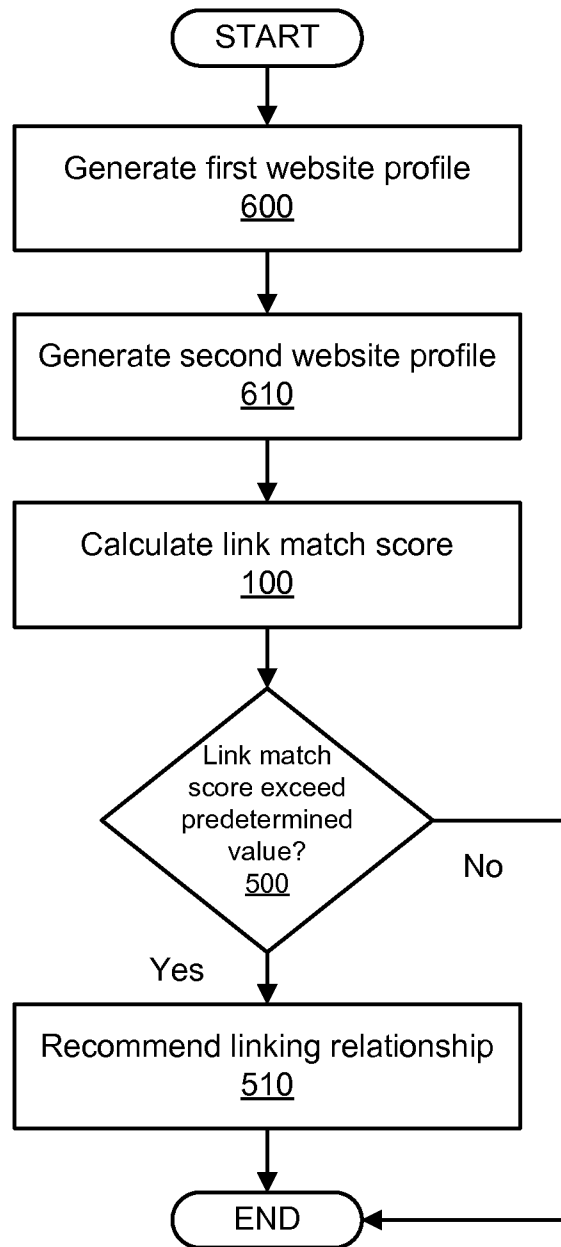 START
Generate first website profile
600
Generate second website profile
610
Calculate link match score
100
Link match
score exceed
predetermined
value?
500
No
Yes
Recommend linking relationship
510
END